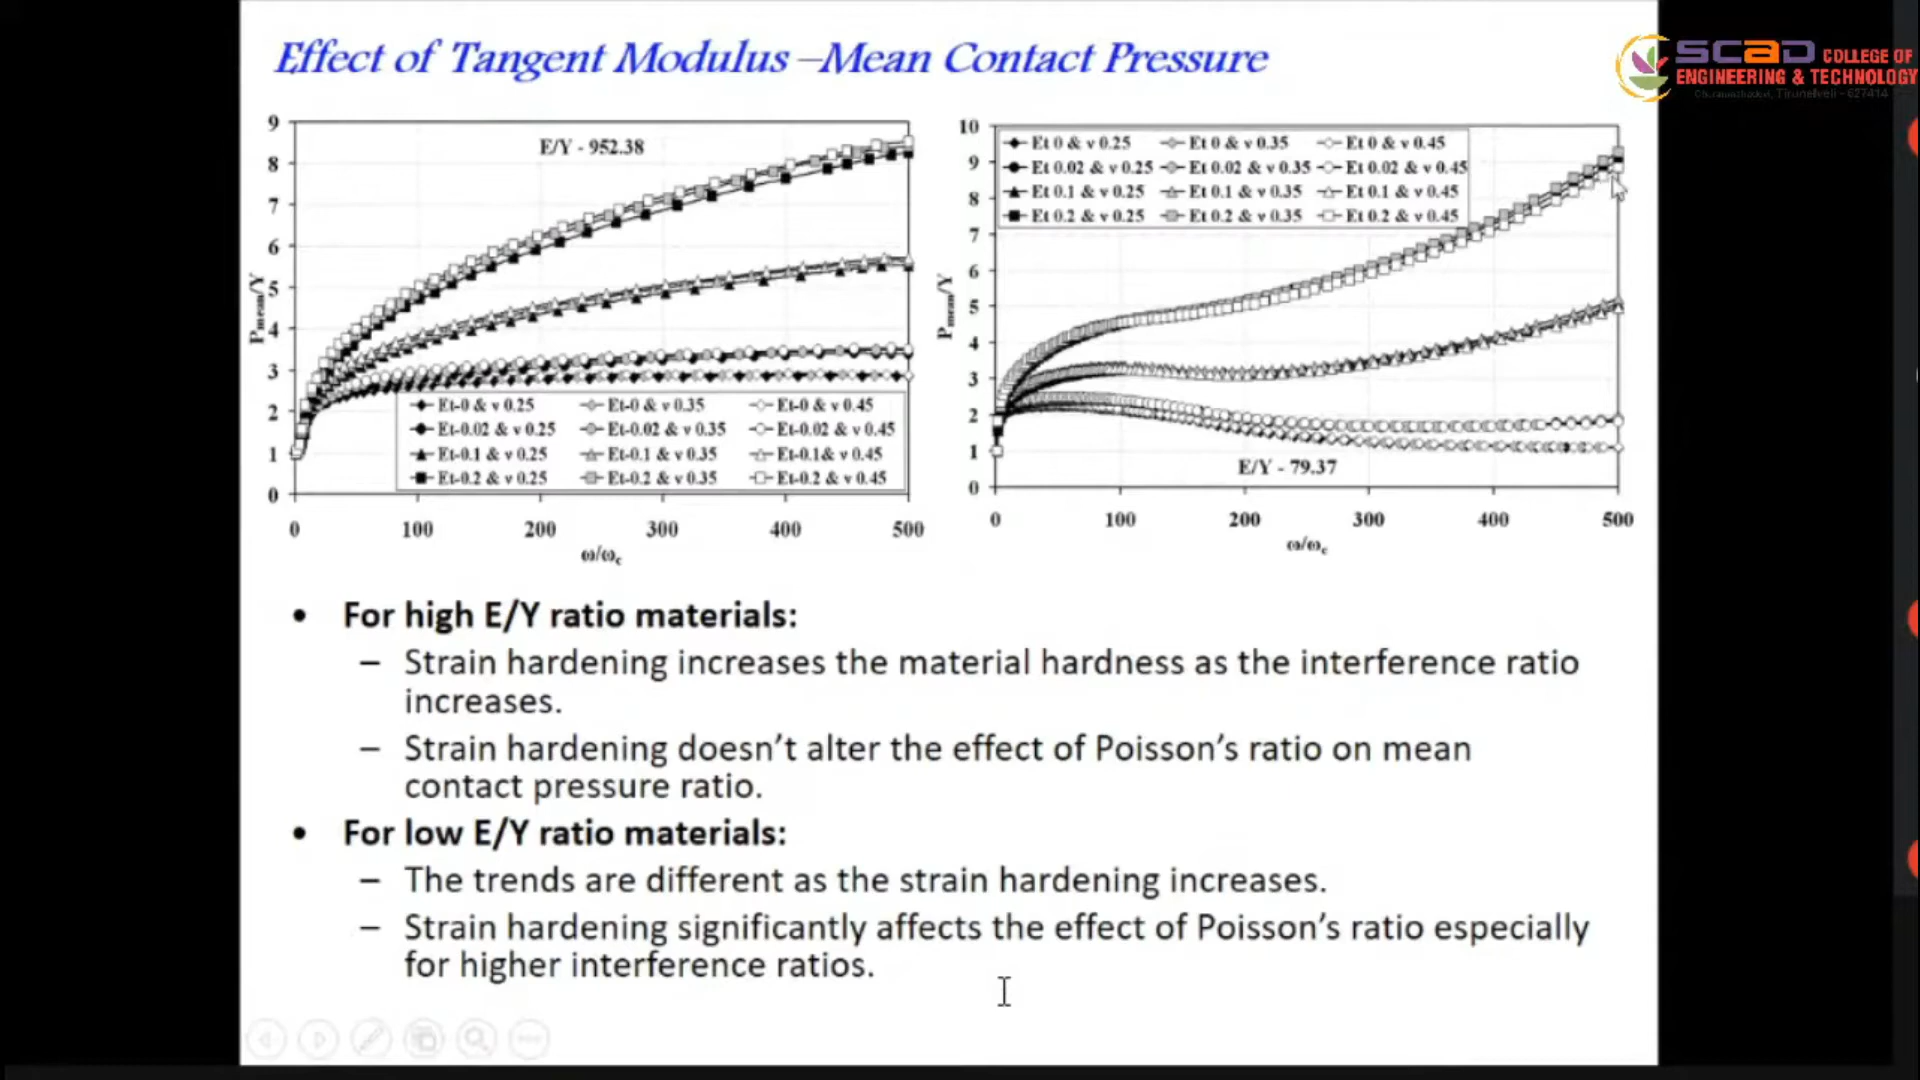 Effect of Tangent Modulus –Mean Contact Pressure
SCAD COLLEGE OF
ENGINEERING & TECHNOLOGY
Tirunelveli - 627414
E/Y - 952.38
9
8
7
6
5
4
3
2
1
0
Pmean/Y
Et-0 & v 0.25 Et-0 & v 0.35 Et-0 & v 0.45
Et-0.02 & v 0.25 Et-0.02 & v 0.35 Et-0.02 & v 0.45
Et-0.1 & v 0.25 Et-0.1 & v 0.35 Et-0.1& v 0.45
Et-0.2 & v 0.25 Et-0.2 & v 0.35 Et-0.2 & v 0.45
0 100 200 300 400 500
ω/ωc
10
9
8
7
6
5
4
3
2
1
0
Pmean/Y
Et 0 & v 0.25 Et 0 & v 0.35 Et 0 & v 0.45
Et 0.02 & v 0.25 Et 0.02 & v 0.35 Et 0.02 & v 0.45
Et 0.1 & v 0.25 Et 0.1 & v 0.35 Et 0.1 & v 0.45
Et 0.2 & v 0.25 Et 0.2 & v 0.35 Et 0.2 & v 0.45
E/Y - 79.37
0 100 200 300 400 500
ω/ωc
• For high E/Y ratio materials:
– Strain hardening increases the material hardness as the interference ratio
increases.
– Strain hardening doesn't alter the effect of Poisson's ratio on mean
contact pressure ratio.
• For low E/Y ratio materials:
– The trends are different as the strain hardening increases.
– Strain hardening significantly affects the effect of Poisson's ratio especially
for higher interference ratios.